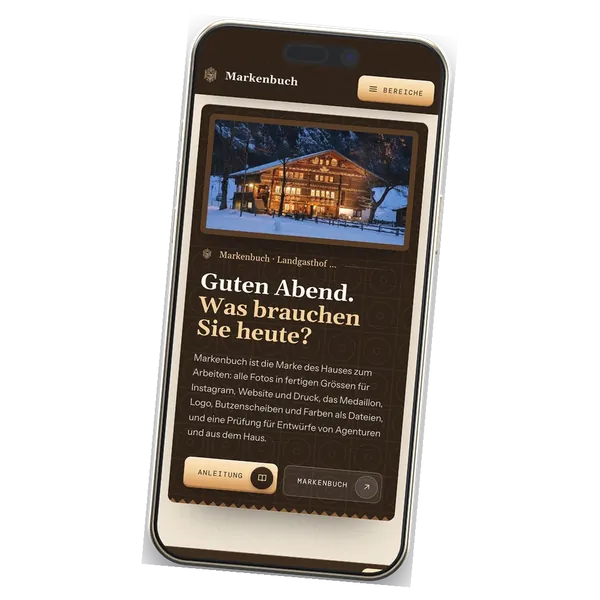 Markenbuch
BEREICHE
Markenbuch · Landgasthof ...
Guten Abend.
Was brauchen
Sie heute?
Markenbuch ist die Marke des Hauses zum
Arbeiten: alle Fotos in fertigen Grössen für
Instagram, Website und Druck, das Medaillon,
Logo, Butzenscheiben und Farben als Dateien,
und eine Prüfung für Entwürfe von Agenturen
und aus dem Haus.
ANLEITUNG
MARKENBUCH